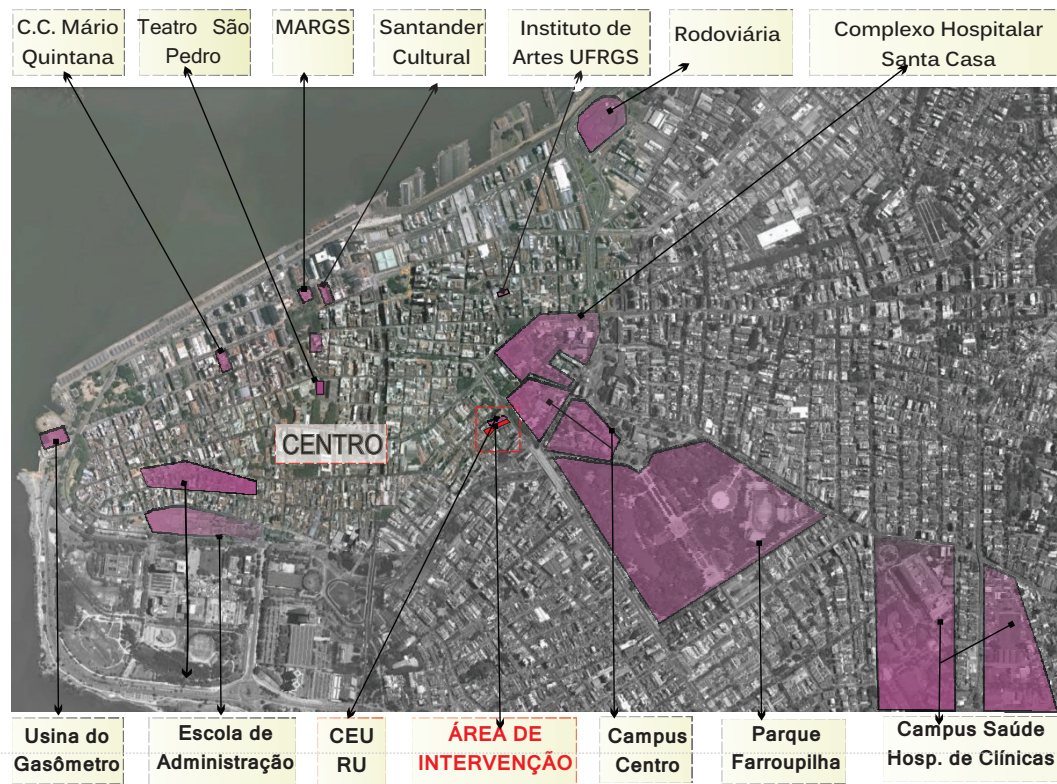 C.C. Mário
Quintana
Teatro São
Pedro
MARGS
Santander
Cultural
Instituto de
Artes UFRGS
Rodoviária
Complexo Hospitalar
Santa Casa
CENTRO
Usina do
Gasômetro
Escola de
Administração
CEU
RU
ÁREA DE
INTERVENÇÃO
Campus
Centro
Parque
Farroupilha
Campus Saúde
Hosp. de Clínicas